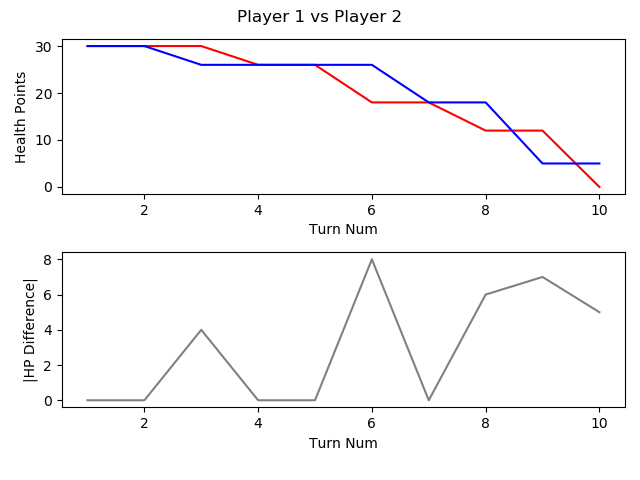 Player 1 vs Player 2
30
20
10
0
Health Points
2 4 6 8 10
Turn Num
8
6
4
2
0
|HP Difference|
2 4 6 8 10
Turn Num